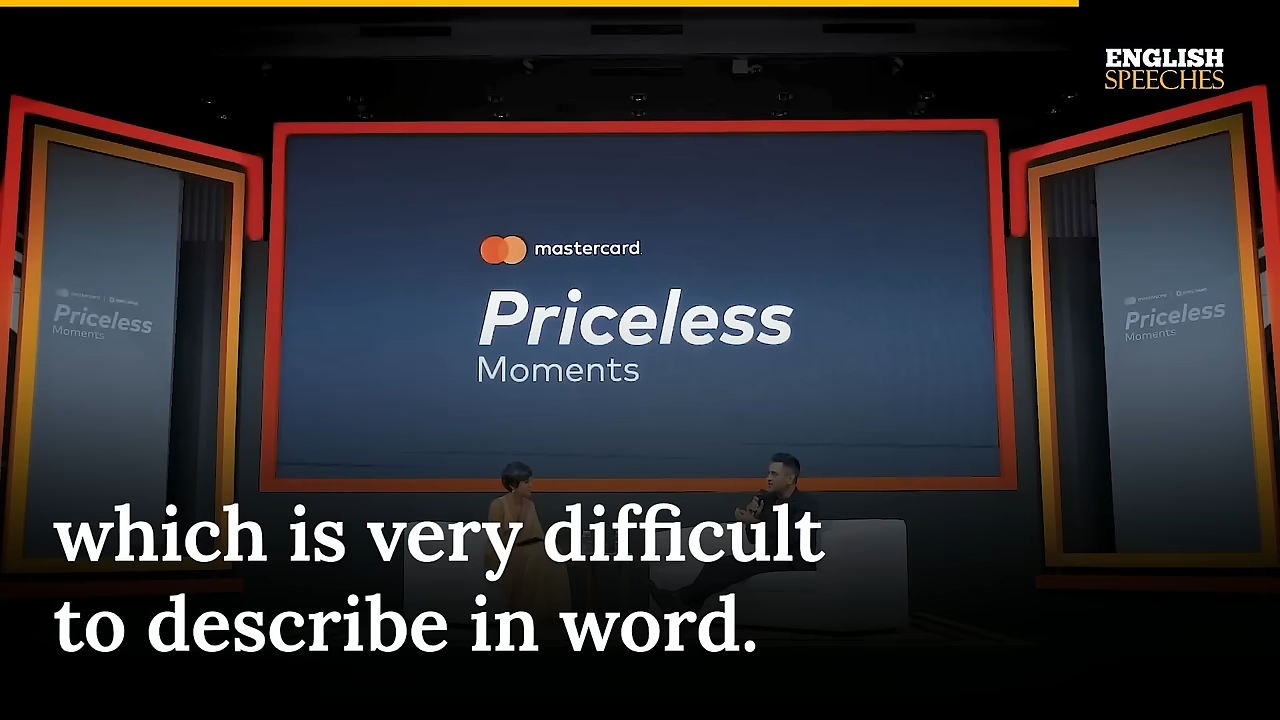 ENGLISH
SPEECHES
mastercard
Priceless
Moments
Priceless
Moments
Priceless
Moments
which is very difficult
to describe in word.